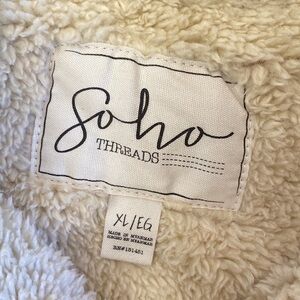 Soho
THREADS
XL/EG
MADE IN MYANMAR
HECHO EN MYANMAR